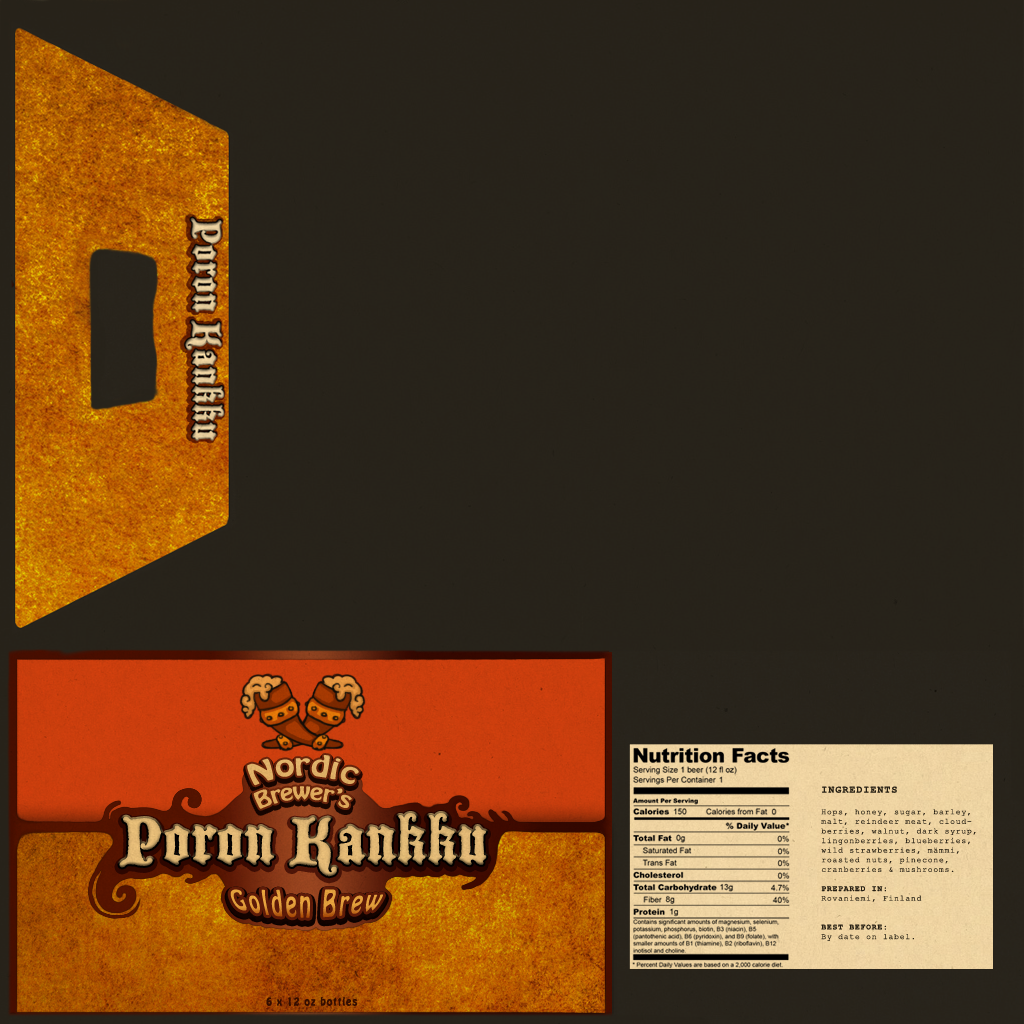 Poron Kankku
Nordic
Brewer's
Poron Kankku
Golden Brew
6 x 12 oz bottles
Nutrition Facts
Serving Size 1 beer (12 fl oz)
Servings Per Container 1
Amount Per Serving
Calories 150 Calories from Fat 0
% Daily Value*
Total Fat 0g 0%
Saturated Fat 0%
Trans Fat 0%
Cholesterol 0%
Total Carbohydrate 13g 4.7%
Fiber 8g 40%
Protein 1g
Contains significant amounts of magnesium, selenium,
potassium, phosphorus, biotin, B3 (niacin), B5
(pantothenic acid), B6 (pyridoxin), and B9 (folate), with
smaller amounts of B1 (thiamine), B2 (riboflavin), B12
inotisol and choline.
* Percent Daily Values are based on a 2,000 calorie diet.
INGREDIENTS
Hops, honey, sugar, barley,
malt, reindeer meat, cloud-
berries, walnut, dark syrup,
lingonberries, blueberries,
wild strawberries, mämmi,
roasted nuts, pinecone,
cranberries & mushrooms.
PREPARED IN:
Rovaniemi, Finland
BEST BEFORE:
By date on label.